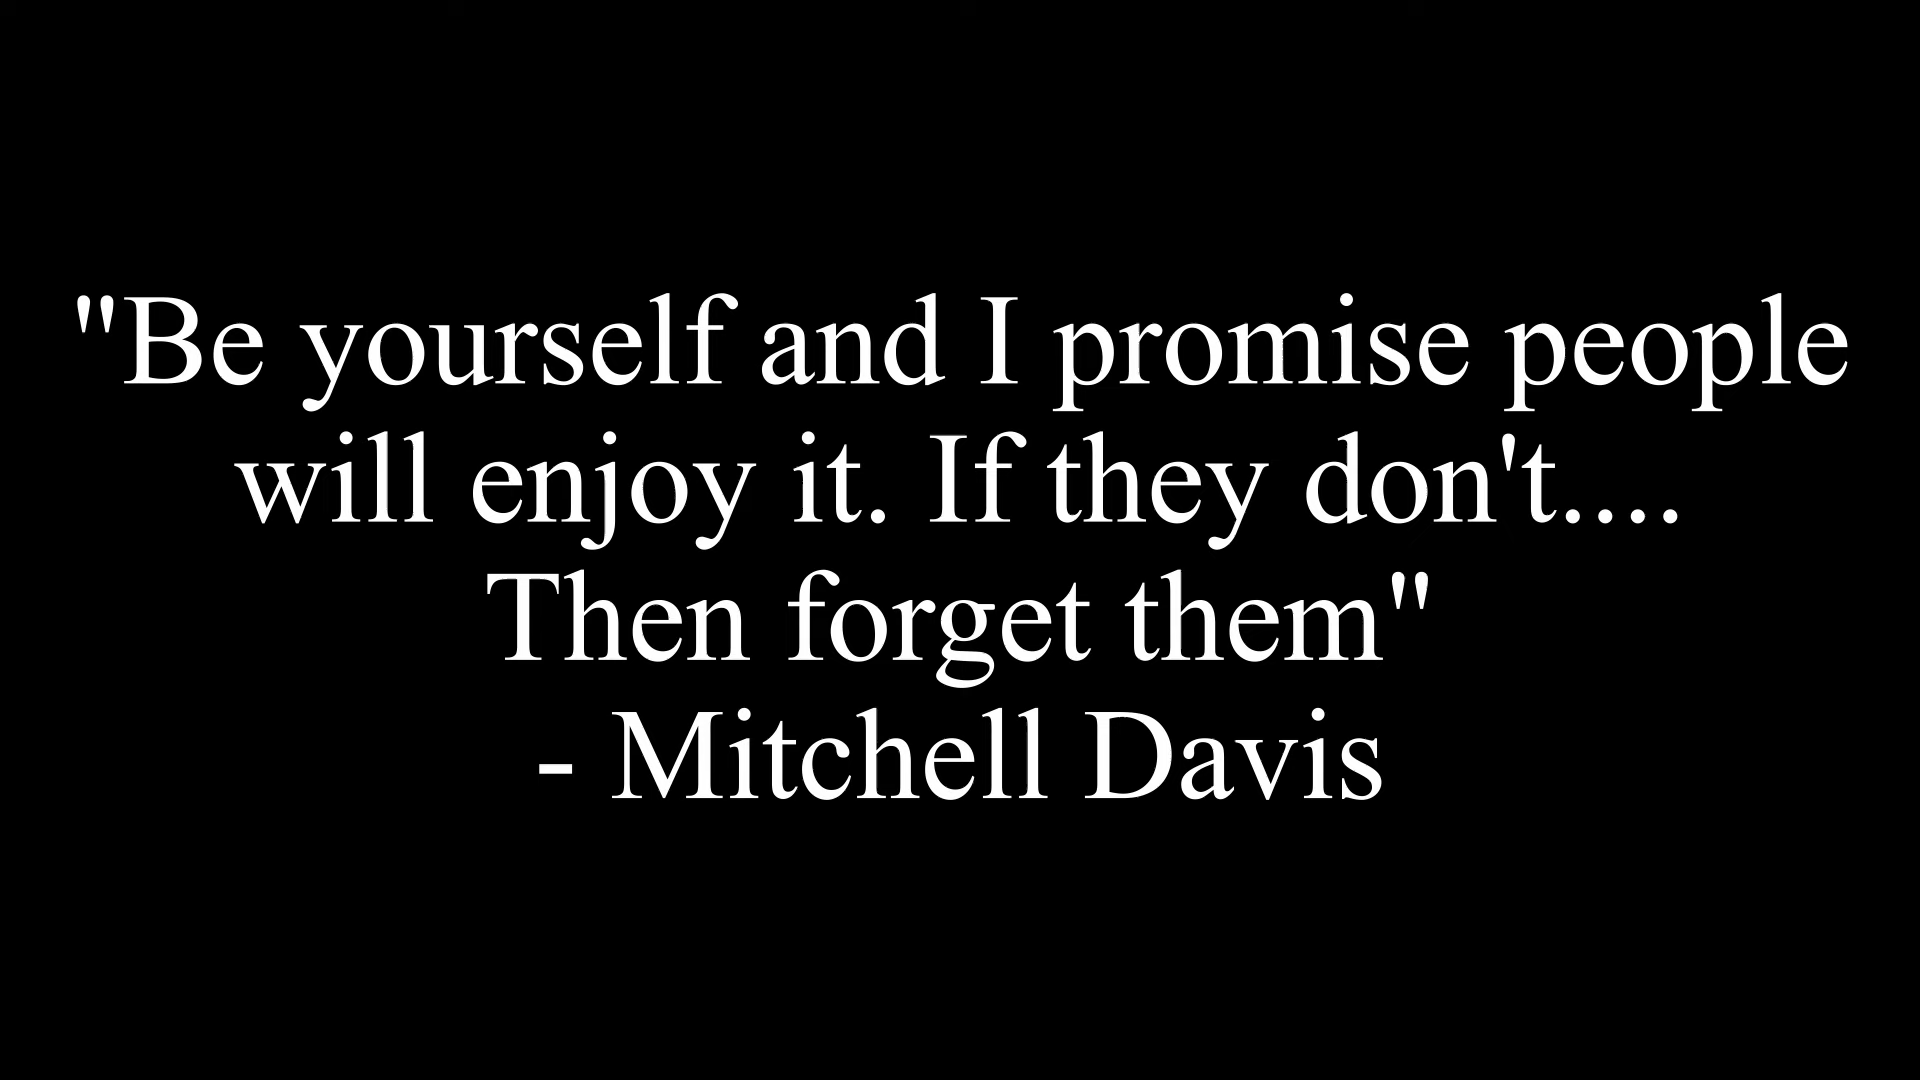 "Be yourself and I promise people
will enjoy it. If they don't....
Then forget them"
- Mitchell Davis